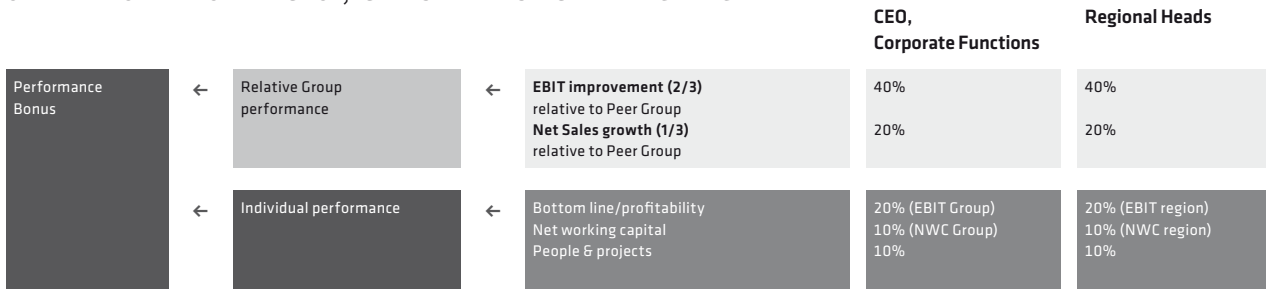 CEO,
Corporate Functions
Regional Heads
Performance
Bonus
←
Relative Group
performance
←
EBIT improvement (2/3)
relative to Peer Group
Net Sales growth (1/3)
relative to Peer Group
40%
20%
40%
20%
←
Individual performance
←
Bottom line/profitability
Net working capital
People & projects
20% (EBIT Group)
10% (NWC Group)
10%
20% (EBIT region)
10% (NWC region)
10%